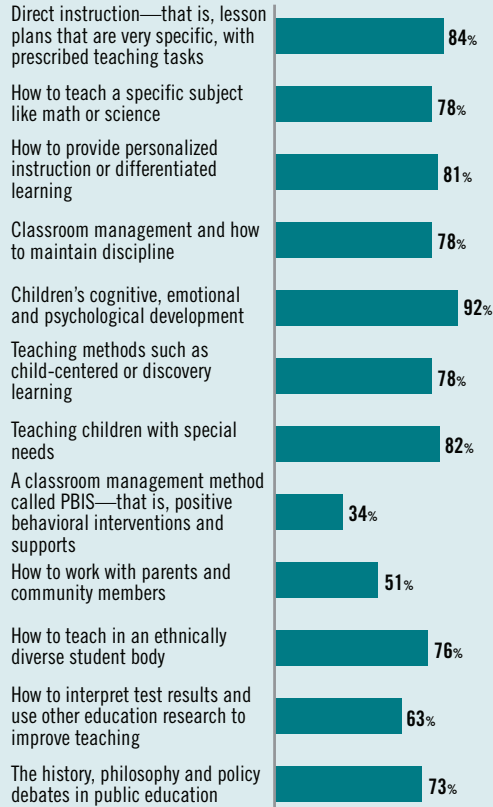 Direct instruction—that is, lesson
plans that are very specific, with
prescribed teaching tasks
84%
How to teach a specific subject
like math or science
78%
How to provide personalized
instruction or differentiated
learning
81%
Classroom management and how
to maintain discipline
78%
Children's cognitive, emotional
and psychological development
92%
Teaching methods such as
child-centered or discovery
learning
78%
Teaching children with special
needs
82%
A classroom management method
called PBIS—that is, positive
behavioral interventions and
supports
34%
How to work with parents and
community members
51%
How to teach in an ethnically
diverse student body
76%
How to interpret test results and
use other education research to
improve teaching
63%
The history, philosophy and policy
debates in public education
73%